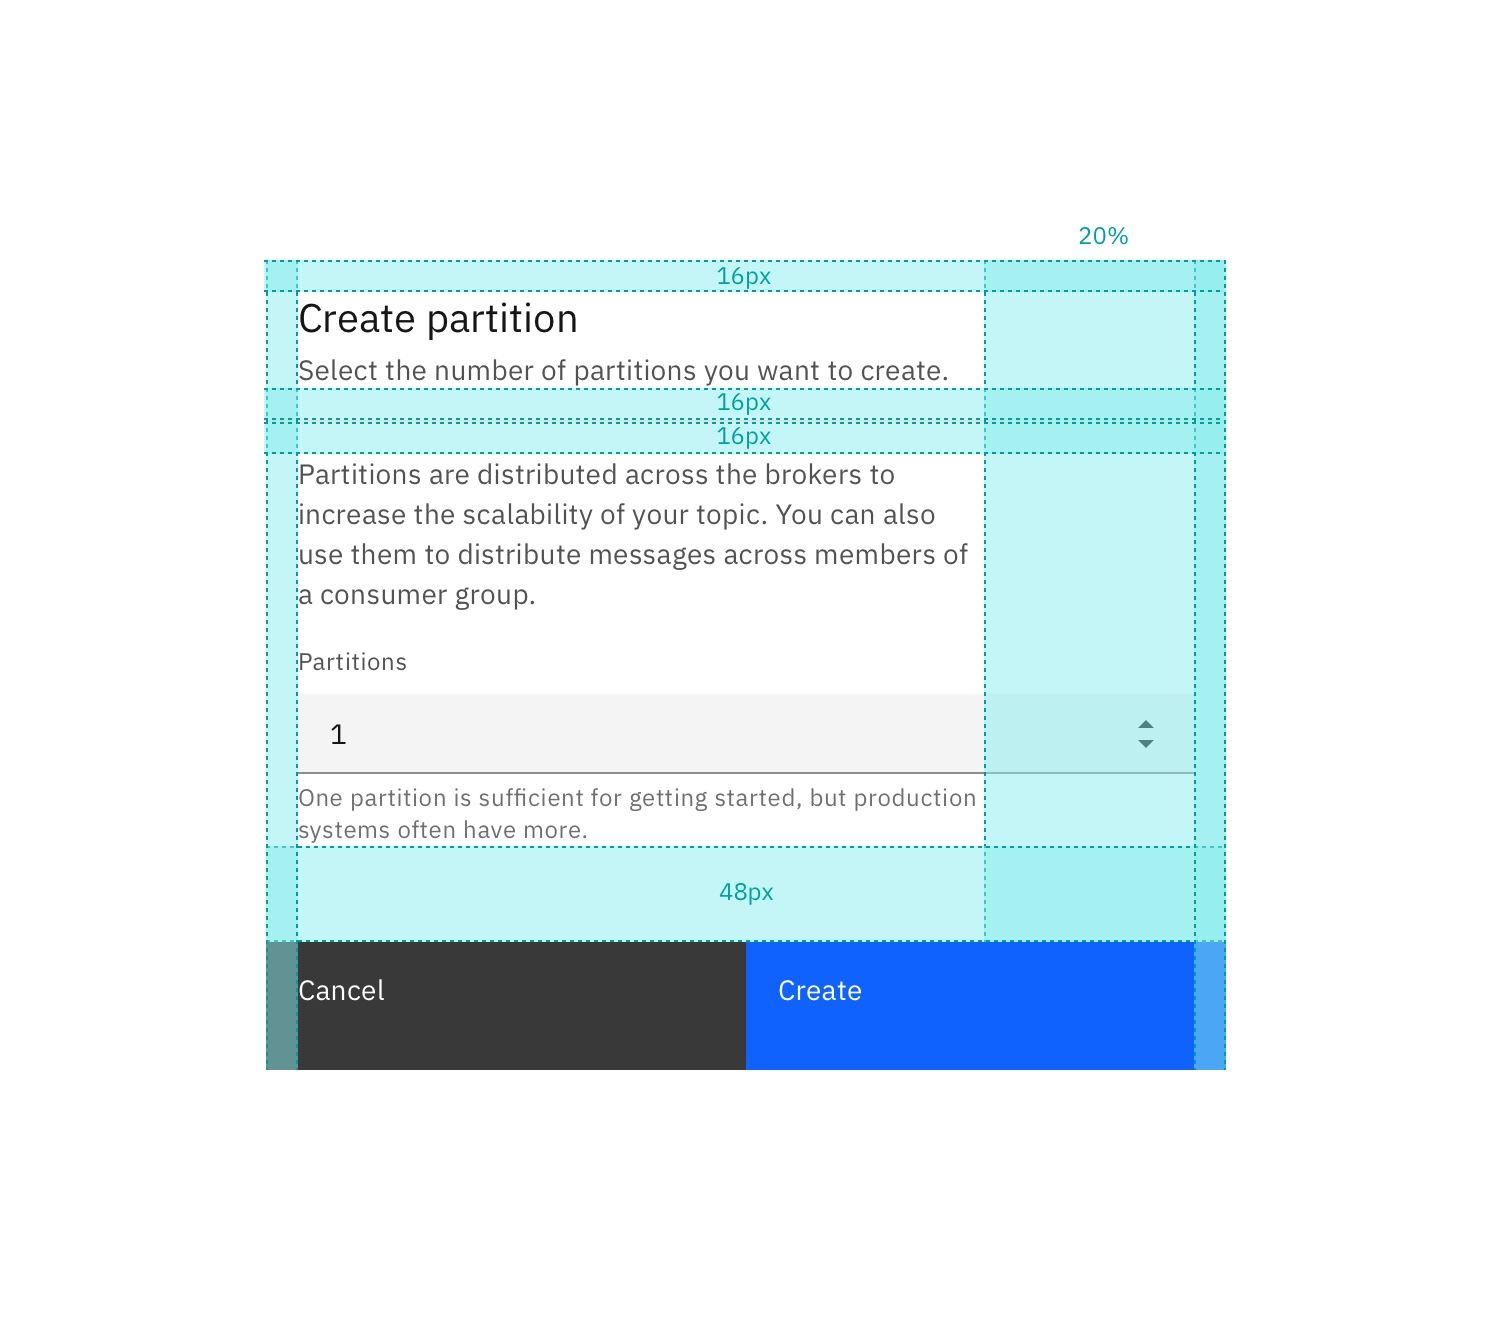 20%
16px
Create partition
Select the number of partitions you want to create.
16px
16px
Partitions are distributed across the brokers to
increase the scalability of your topic. You can also
use them to distribute messages across members of
a consumer group.
Partitions
1
One partition is sufficient for getting started, but production
systems often have more.
48px
Cancel
Create